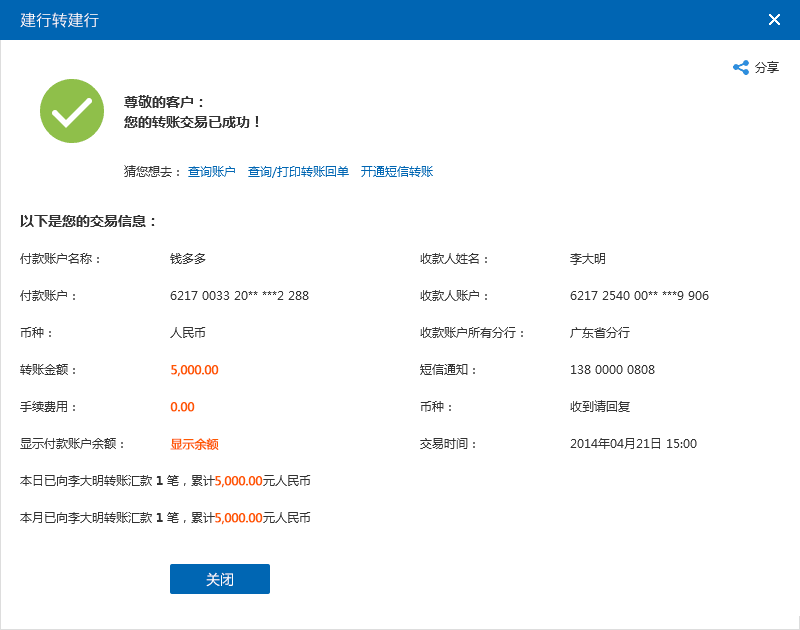 建行转建行
分享
尊敬的客户：
您的转账交易已成功！
猜您想去： 查询账户 查询/打印转账回单 开通短信转账
以下是您的交易信息：
付款账户名称： 钱多多 收款人姓名： 李大明
付款账户： 6217 0033 20** ***2 288 收款人账户： 6217 2540 00** ***9 906
币种： 人民币 收款账户所有分行： 广东省分行
转账金额： 5,000.00 短信通知： 138 0000 0808
手续费用： 0.00 币种： 收到请回复
显示付款账户余额： 显示余额 交易时间： 2014年04月21日 15:00
本日已向李大明转账汇款 1 笔，累计5,000.00元人民币
本月已向李大明转账汇款 1 笔，累计5,000.00元人民币
关闭